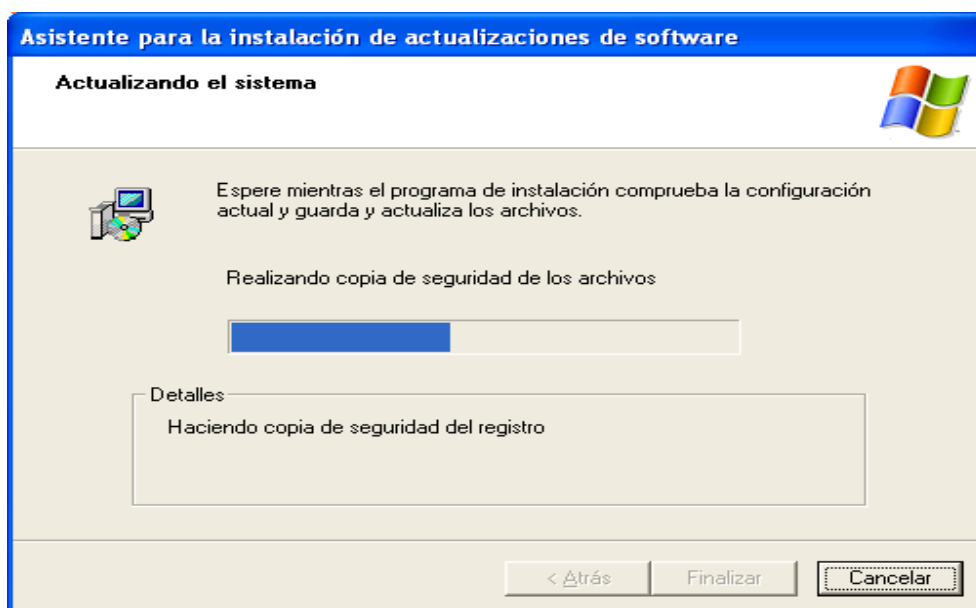 Asistente para la instalación de actualizaciones de software
Actualizando el sistema
Espere mientras el programa de instalación comprueba la configuración
actual y guarda y actualiza los archivos.
Realizando copia de seguridad de los archivos
Detalles
Haciendo copia de seguridad del registro
< Atrás
Finalizar
Cancelar